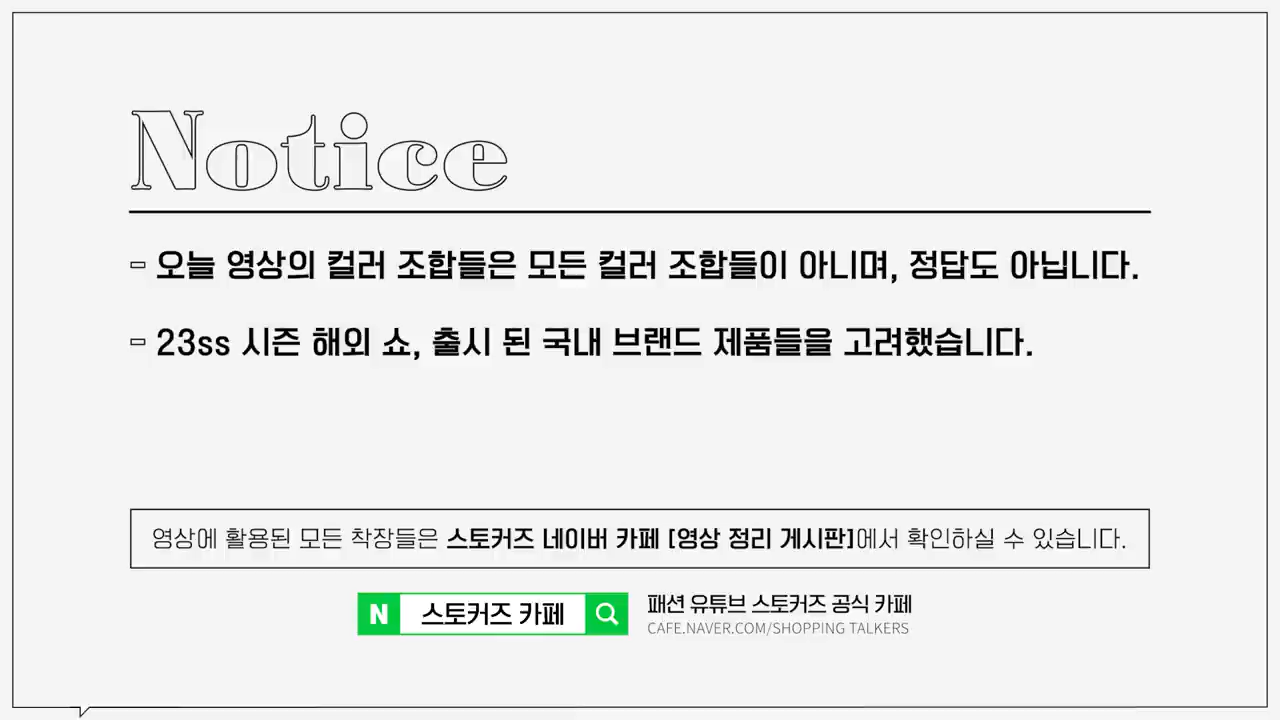 Notice
- 오늘 영상의 컬러 조합들은 모든 컬러 조합들이 아니며, 정답도 아닙니다.
- 23ss 시즌 해외 쇼, 출시 된 국내 브랜드 제품들을 고려했습니다.
영상에 활용된 모든 착장들은 스토커즈 네이버 카페 [영상 정리 게시판]에서 확인하실 수 있습니다.
N 스토커즈 카페
패션 유튜브 스토커즈 공식 카페
CAFE.NAVER.COM/SHOPPING TALKERS